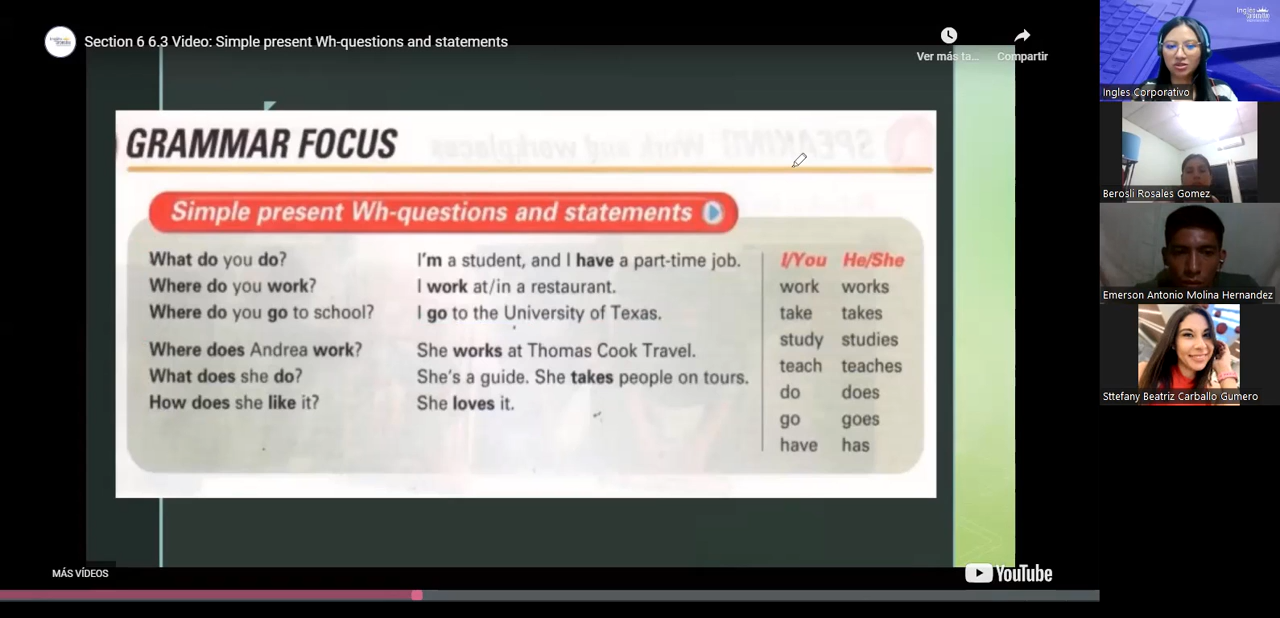 Section 6 6.3 Video: Simple present Wh-questions and statements
Ver más ta...
Compartir
GRAMMAR FOCUS
SPEAKING Work and workplaces
Simple present Wh-questions and statements
What do you do? I'm a student, and I have a part-time job.
Where do you work? I work at/in a restaurant.
Where do you go to school? I go to the University of Texas.
Where does Andrea work? She works at Thomas Cook Travel.
What does she do? She's a guide. She takes people on tours.
How does she like it? She loves it.
I/You He/She
work works
take takes
study studies
teach teaches
do does
go goes
have has
MÁS VÍDEOS
YouTube
Ingles Corporativo
Berosli Rosales Gomez
Emerson Antonio Molina Hernandez
Sttefany Beatriz Carballo Gumero